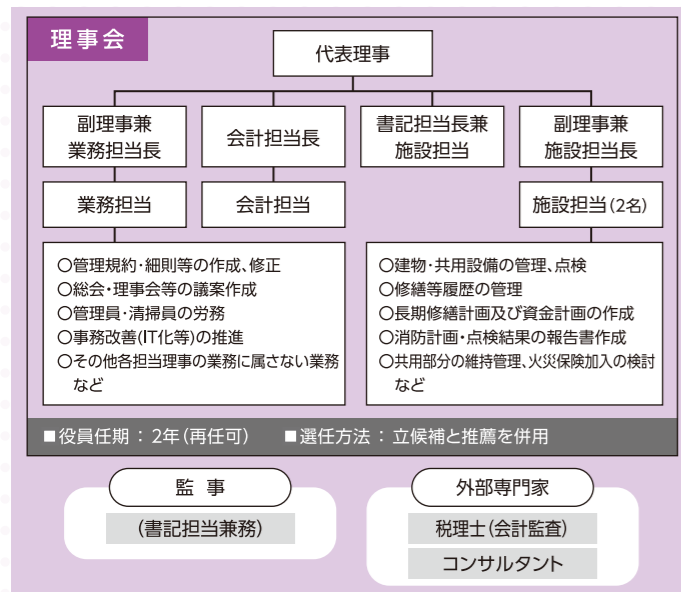 理事会
代表理事
副理事兼
業務担当長
会計担当長
書記担当長兼
施設担当
副理事兼
施設担当長
業務担当
会計担当
施設担当(2名)
〇管理規約・細則等の作成、修正
〇総会・理事会等の議案作成
〇管理員・清掃員の労務
〇事務改善(IT化等)の推進
〇その他各担当理事の業務に属さない業務
など
〇建物・共用設備の管理、点検
〇修繕等履歴の管理
〇長期修繕計画及び資金計画の作成
〇消防計画・点検結果の報告書作成
〇共用部分の維持管理、火災保険加入の検討
など
■役員任期：2年(再任可) ■選任方法：立候補と推薦を併用
監 事
(書記担当兼務)
外部専門家
税理士(会計監査)
コンサルタント